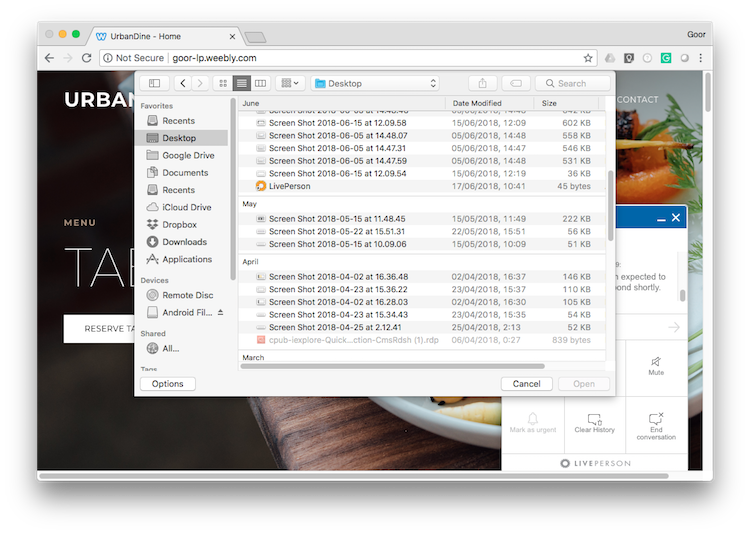 UrbanDine - Home
Goor
Not Secure
goor-lp.weebly.com
Desktop
Search
URBAN
CONTACT
MENU
TAB
RESERVE TA
Favorites
Recents
Desktop
Google Drive
Documents
Recents
iCloud Drive
Dropbox
Downloads
Applications
Devices
Remote Disc
Android Fil...
Shared
All...
Tags
June Date Modified Size
Screen Shot 2018-06-15 at 12.09.58 15/06/2018, 12:09 602 KB
Screen Shot 2018-06-05 at 14.48.07 05/06/2018, 14:48 558 KB
Screen Shot 2018-06-05 at 14.47.31 05/06/2018, 14:47 546 KB
Screen Shot 2018-06-05 at 14.47.59 05/06/2018, 14:48 531 KB
Screen Shot 2018-06-15 at 12.09.54 15/06/2018, 12:19 36 KB
LivePerson 17/06/2018, 10:41 45 bytes
May
Screen Shot 2018-05-15 at 11.48.45 15/05/2018, 11:49 222 KB
Screen Shot 2018-05-22 at 15.51.31 22/05/2018, 15:51 56 KB
Screen Shot 2018-05-15 at 10.09.06 15/05/2018, 10:09 51 KB
April
Screen Shot 2018-04-02 at 16.36.48 02/04/2018, 16:37 146 KB
Screen Shot 2018-04-23 at 15.36.22 23/04/2018, 15:37 110 KB
Screen Shot 2018-04-02 at 16.28.03 02/04/2018, 16:30 105 KB
Screen Shot 2018-04-23 at 15.34.43 23/04/2018, 15:35 54 KB
Screen Shot 2018-04-25 at 2.12.41 25/04/2018, 2:13 52 KB
cpub-iexplore-Quick...ction-CmsRdsh (1).rdp 06/04/2018, 0:27 839 bytes
March
Options
Cancel
Open
expected to
ond shortly.
Mute
Mark as urgent
Clear History
End
conversation
LIVEPERSON